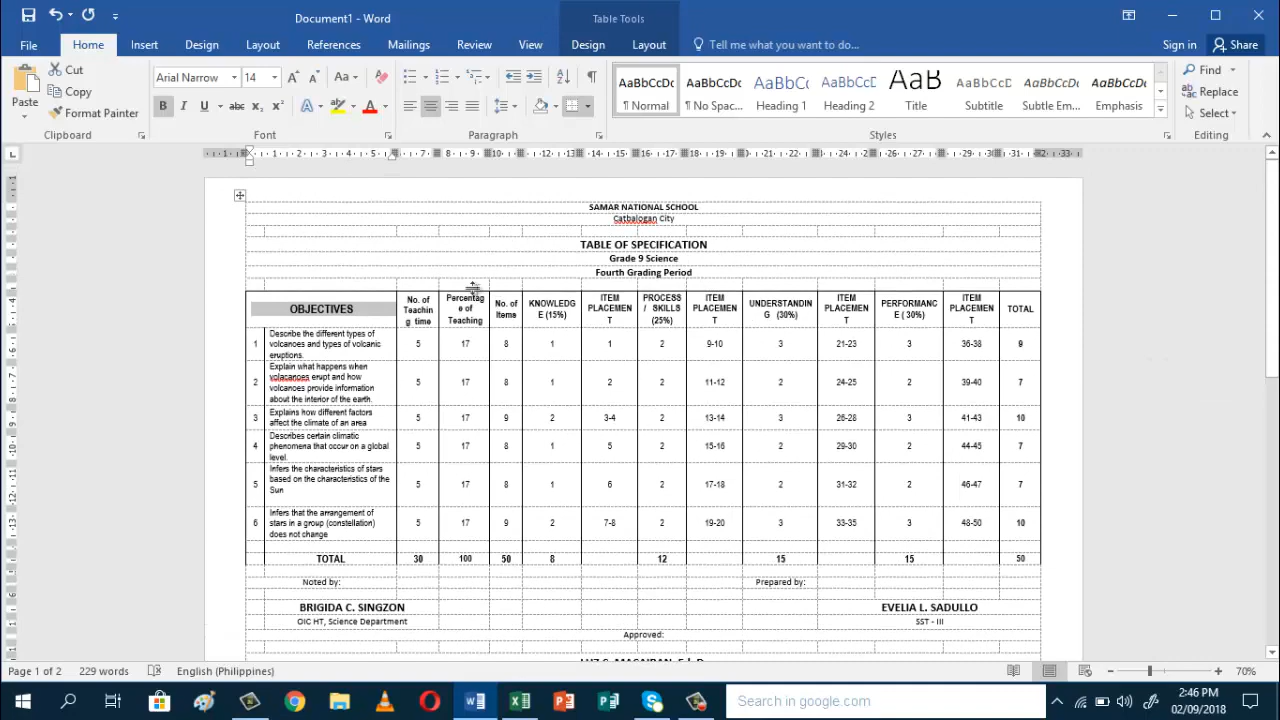 Document1 - Word
Table Tools
File Home Insert Design Layout References Mailings Review View Design Layout Tell me what you want to do... Sign in Share
Paste Cut Copy Format Painter
Clipboard
Arial Narrow 14
Font
Paragraph
AaBbCcDc AaBbCcDc AaBbC AaBbCcD AaB AaBbCcD AaBbCcDc AaBbCcDc
¶ Normal ¶ No Spac... Heading 1 Heading 2 Title Subtitle Subtle Em... Emphasis
Styles
Find
Replace
Select
Editing
SAMAR NATIONAL SCHOOL
Catbalogan City
TABLE OF SPECIFICATION
Grade 9 Science
Fourth Grading Period
OBJECTIVES
No. of
Teachin
g time
Percentag
e of
Teaching
No. of
Items
KNOWLEDG
E (15%)
ITEM
PLACEMEN
T
PROCESS
/ SKILLS
(25%)
ITEM
PLACEMEN
T
UNDERSTANDIN
G (30%)
ITEM
PLACEMEN
T
PERFORMANC
E ( 30%)
ITEM
PLACEMEN
T
TOTAL
1 Describe the different types of
volcanoes and types of volcanic
eruptions.
5 17 8 1 1 2 9-10 3 21-23 3 36-38 9
2 Explain what happens when
volacanoes erupt and how
volcanoes provide information
about the interior of the earth.
5 17 8 1 2 2 11-12 2 24-25 2 39-40 7
3 Explains how different factors
affect the climate of an area
5 17 9 2 3-4 2 13-14 3 26-28 3 41-43 10
4 Describes certain climatic
phenomena that occur on a global
level.
5 17 8 1 5 2 15-16 2 29-30 2 44-45 7
5 Infers the characteristics of stars
based on the characteristics of the
Sun
5 17 8 1 6 2 17-18 2 31-32 2 46-47 7
6 Infers that the arrangement of
stars in a group (constellation)
does not change
5 17 9 2 7-8 2 19-20 3 33-35 3 48-50 10
TOTAL 30 100 50 8 12 15 15 50
Noted by: Prepared by:
BRIGIDA C. SINGZON EVELIA L. SADULLO
OIC HT, Science Department SST - III
Approved:
Page 1 of 2 229 words English (Philippines) 70%
Search in google.com
2:46 PM
02/09/2018